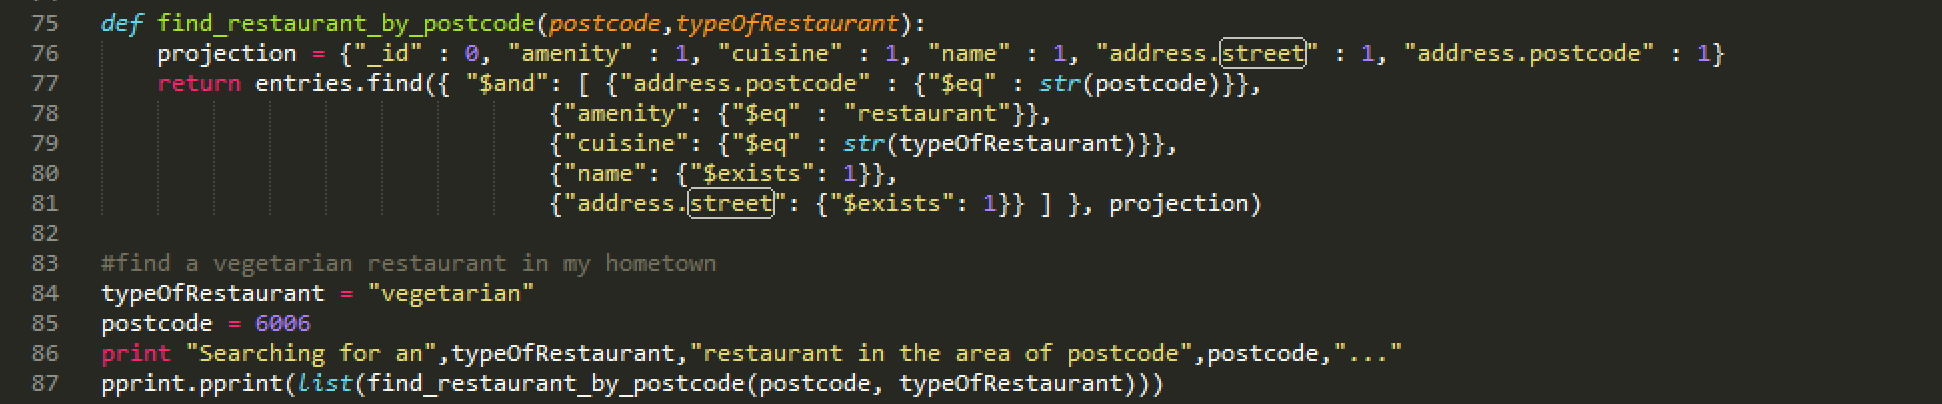 75 def find_restaurant_by_postcode(postcode,typeOfRestaurant):
76     projection = {"_id" : 0, "amenity" : 1, "cuisine" : 1, "name" : 1, "address.street" : 1, "address.postcode" : 1}
77     return entries.find({ "$and": [ {"address.postcode" : {"$eq" : str(postcode)}},
78                                 {"amenity": {"$eq" : "restaurant"}},
79                                 {"cuisine": {"$eq" : str(typeOfRestaurant)}},
80                                 {"name": {"$exists": 1}},
81                                 {"address.street": {"$exists": 1}} ] }, projection)
82
83 #find a vegetarian restaurant in my hometown
84 typeOfRestaurant = "vegetarian"
85 postcode = 6006
86 print "Searching for an",typeOfRestaurant,"restaurant in the area of postcode",postcode,"..."
87 pprint.pprint(list(find_restaurant_by_postcode(postcode, typeOfRestaurant)))